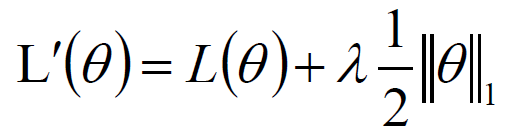 L′(θ) = L(θ) + λ 1/2 ‖θ‖₁